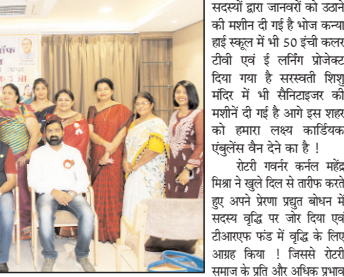 सदस्यों द्वारा जानवरों को उठाने
की मशीन दी गई है भोज कन्या
हाई स्कूल में भी 50 इंची कलर
टीवी एवं ई लर्निंग प्रोजेक्ट
दिया गया है सरस्वती शिशु
मंदिर में भी सैनिटाइजर की
मशीनें दी गई है आगे इस शहर
को हमारा लक्ष्य कार्डियक
एंबुलेंस वैन देने का है !
रोटरी गवर्नर कर्नल महेंद्र
मिश्रा ने खुले दिल से तारीफ करते
हुए अपने प्रेरणा प्रद्युत बोधन में
सदस्य वृद्धि पर जोर दिया एवं
टीआरएफ फंड में वृद्धि के लिए
आग्रह किया ! जिससे रोटरी
समाज के प्रति और अधिक प्रभाव